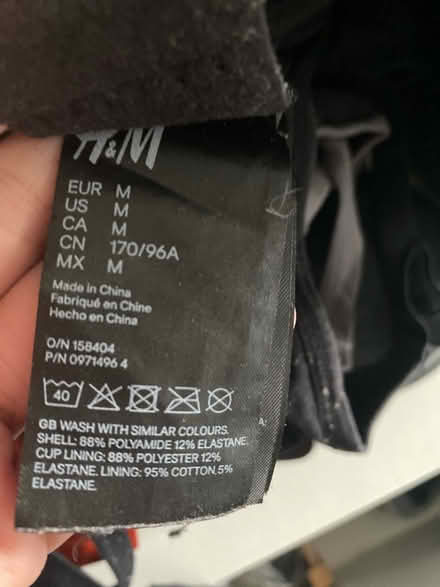 H&M
EUR M
US M
CA M
CN 170/96A
MX M
Made in China
Fabriqué en Chine
Hecho en China
O/N 158404
P/N 0971496 4
40
GB WASH WITH SIMILAR COLOURS.
SHELL: 88% POLYAMIDE 12% ELASTANE.
CUP LINING: 88% POLYESTER 12%
ELASTANE. LINING: 95% COTTON, 5%
ELASTANE.